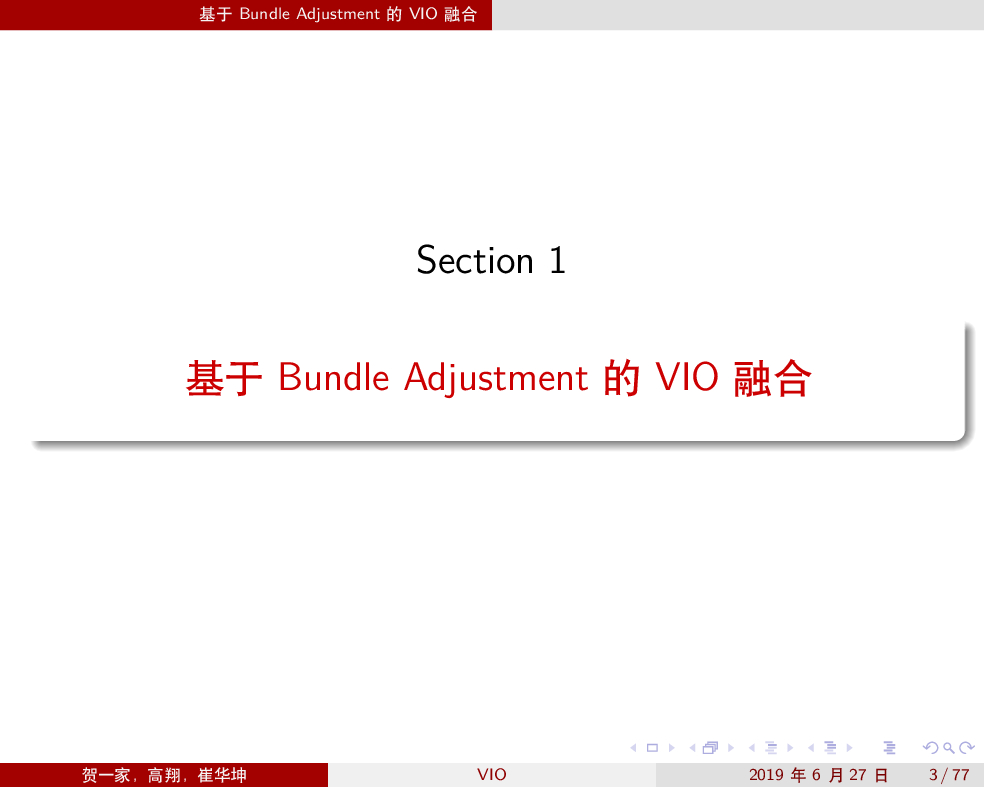 基于 Bundle Adjustment 的 VIO 融合
Section 1
基于 Bundle Adjustment 的 VIO 融合
贺一家, 高翔, 崔华坤 VIO 2019 年 6 月 27 日 3 / 77